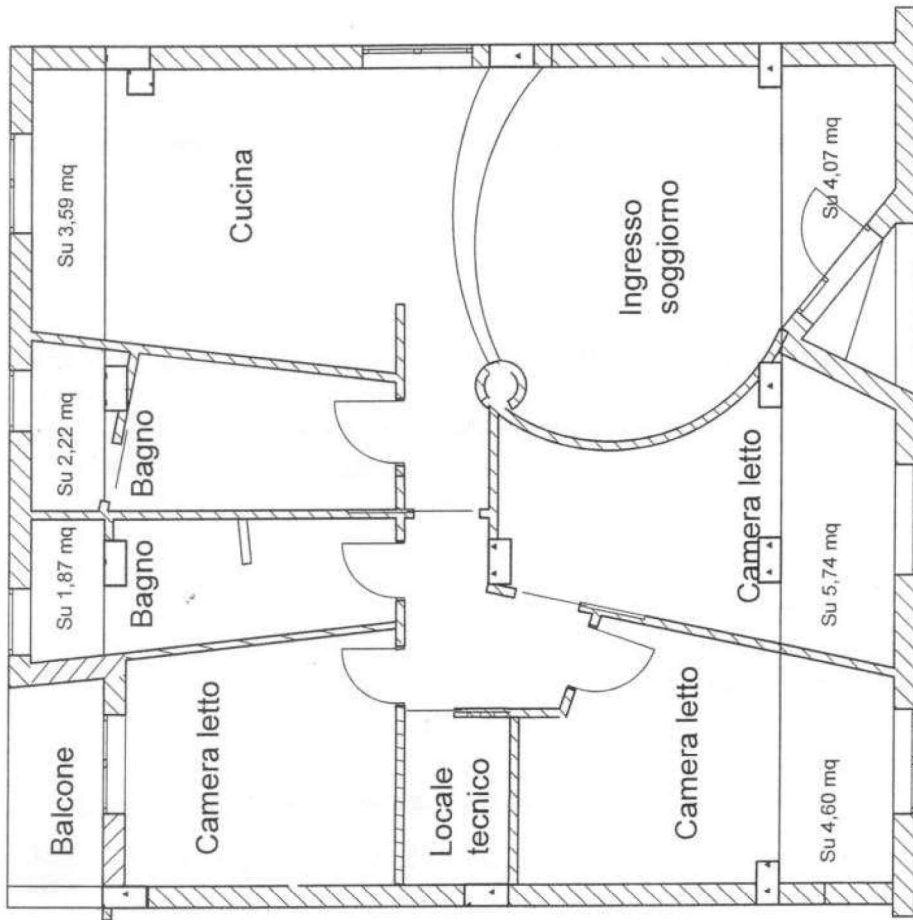 Balcone
Su 1,87 mq
Su 2,22 mq
Su 3,59 mq
Camera letto
Bagno
Bagno
Cucina
Locale
tecnico
Ingresso
soggiorno
Camera letto
Camera letto
Su 4,60 mq
Su 5,74 mq
Su 4,07 mq